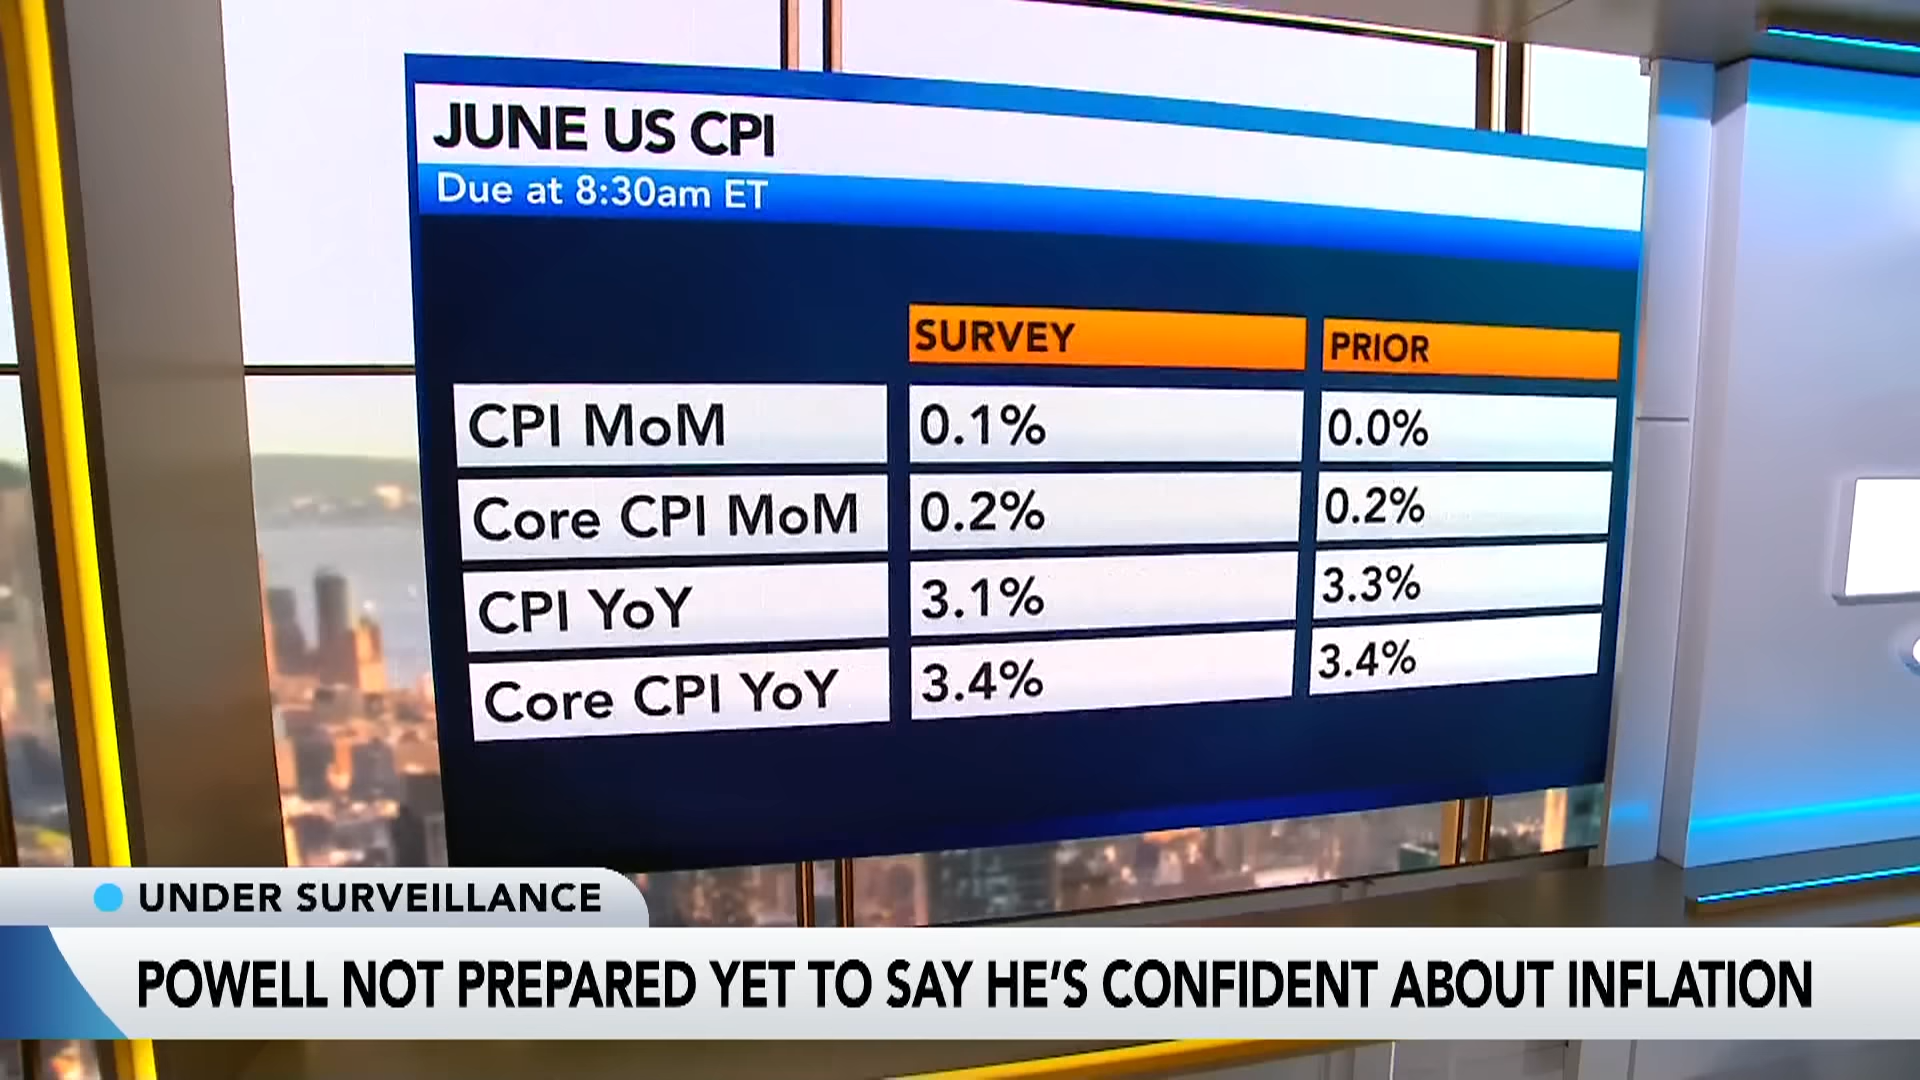 JUNE US CPI
Due at 8:30am ET
SURVEY PRIOR
CPI MoM 0.1% 0.0%
Core CPI MoM 0.2% 0.2%
CPI YoY 3.1% 3.3%
Core CPI YoY 3.4% 3.4%
UNDER SURVEILLANCE
POWELL NOT PREPARED YET TO SAY HE'S CONFIDENT ABOUT INFLATION